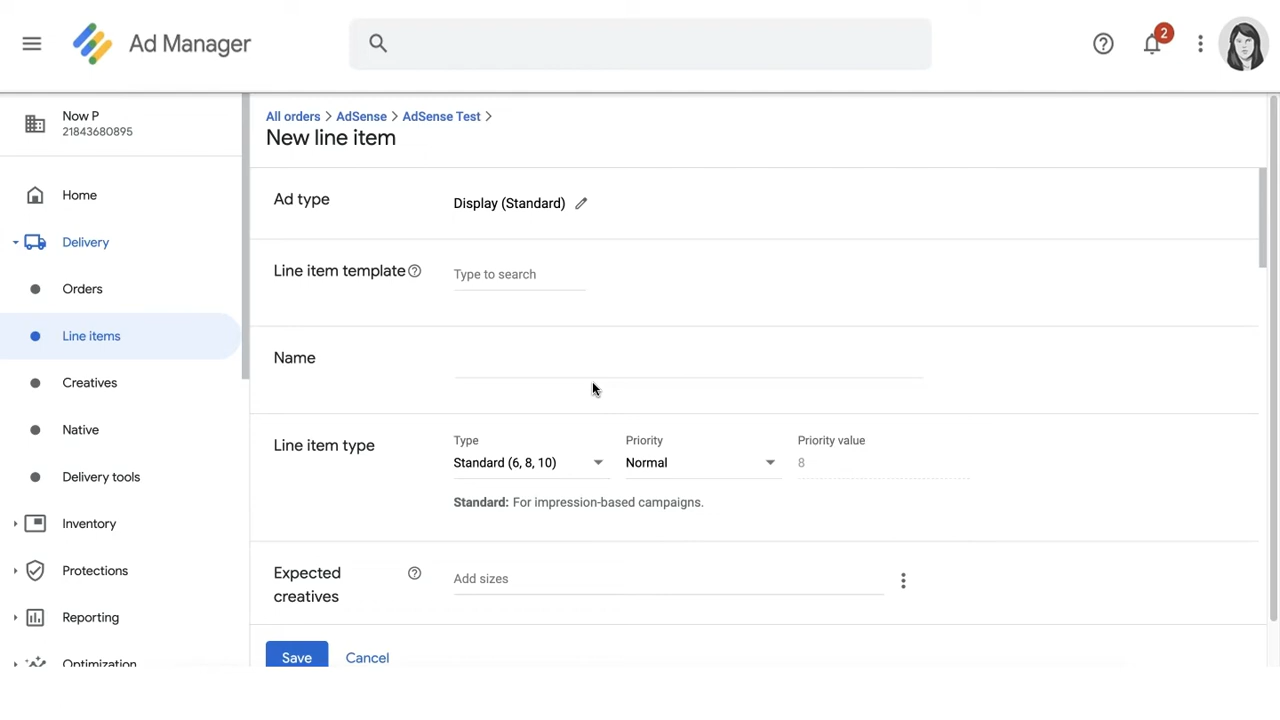 Ad Manager
2
Now P
21843680895
Home
Delivery
Orders
Line items
Creatives
Native
Delivery tools
Inventory
Protections
Reporting
Optimization
All orders > AdSense > AdSense Test >
New line item
Ad type
Display (Standard)
Line item template
Type to search
Name
Line item type
Type
Standard (6, 8, 10)
Priority
Normal
Priority value
8
Standard: For impression-based campaigns.
Expected
creatives
Add sizes
Save
Cancel